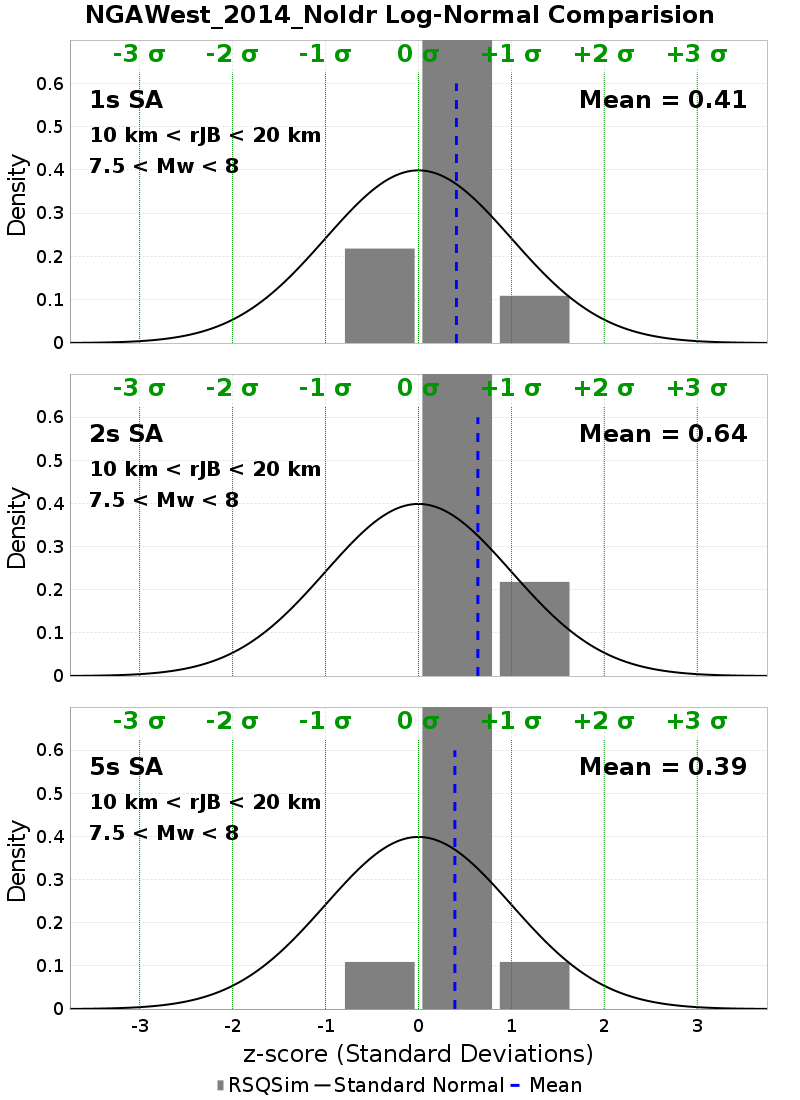 NGAWest_2014_NoIdr Log-Normal Comparision
-3 σ -2 σ -1 σ 0 σ +1 σ +2 σ +3 σ
1s SA Mean = 0.41
10 km < rJB < 20 km
7.5 < Mw < 8
Density
0.6
0.5
0.4
0.3
0.2
0.1
0
-3 σ -2 σ -1 σ 0 σ +1 σ +2 σ +3 σ
2s SA Mean = 0.64
10 km < rJB < 20 km
7.5 < Mw < 8
Density
0.6
0.5
0.4
0.3
0.2
0.1
0
-3 σ -2 σ -1 σ 0 σ +1 σ +2 σ +3 σ
5s SA Mean = 0.39
10 km < rJB < 20 km
7.5 < Mw < 8
Density
0.6
0.5
0.4
0.3
0.2
0.1
0
-3 -2 -1 0 1 2 3
z-score (Standard Deviations)
RSQSim Standard Normal Mean